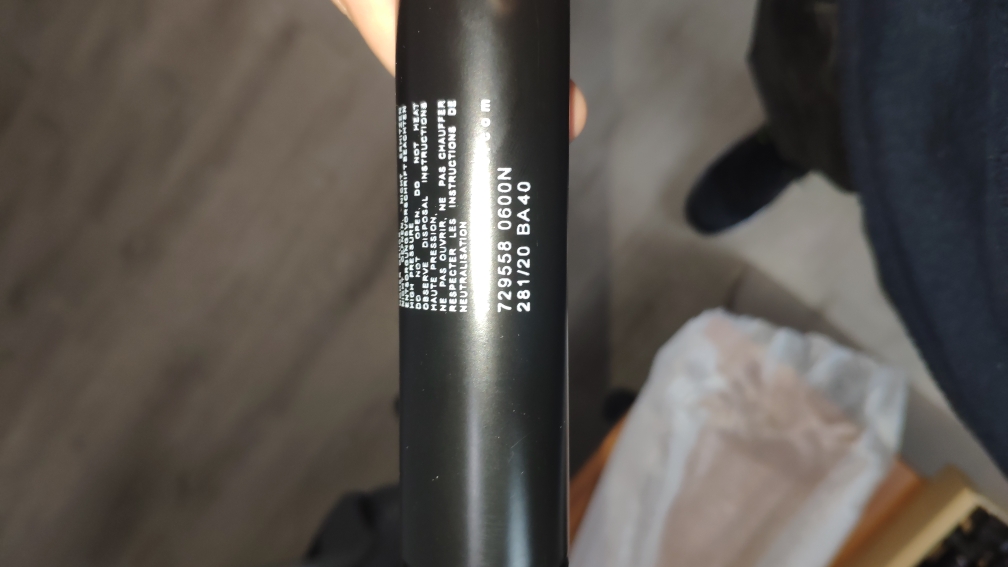 HIGH PRESSURE
DO NOT OPEN, DO NOT HEAT
OBSERVE DISPOSAL INSTRUCTIONS
HAUTE PRESSION,
NE PAS OUVRIR, NE PAS CHAUFFER
RESPECTER LES INSTRUCTIONS DE
NEUTRALISATION
729558 0600N
281/20 BA40